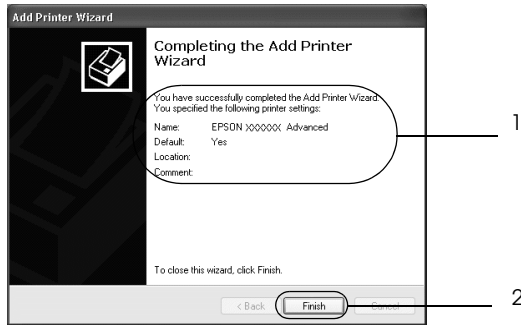 Add Printer Wizard
Completing the Add Printer
Wizard
You have successfully completed the Add Printer Wizard.
You specified the following printer settings:
Name: EPSON XXXXXX Advanced
Default: Yes
Location:
Comment:
1
To close this wizard, click Finish.
< Back Finish Cancel
2